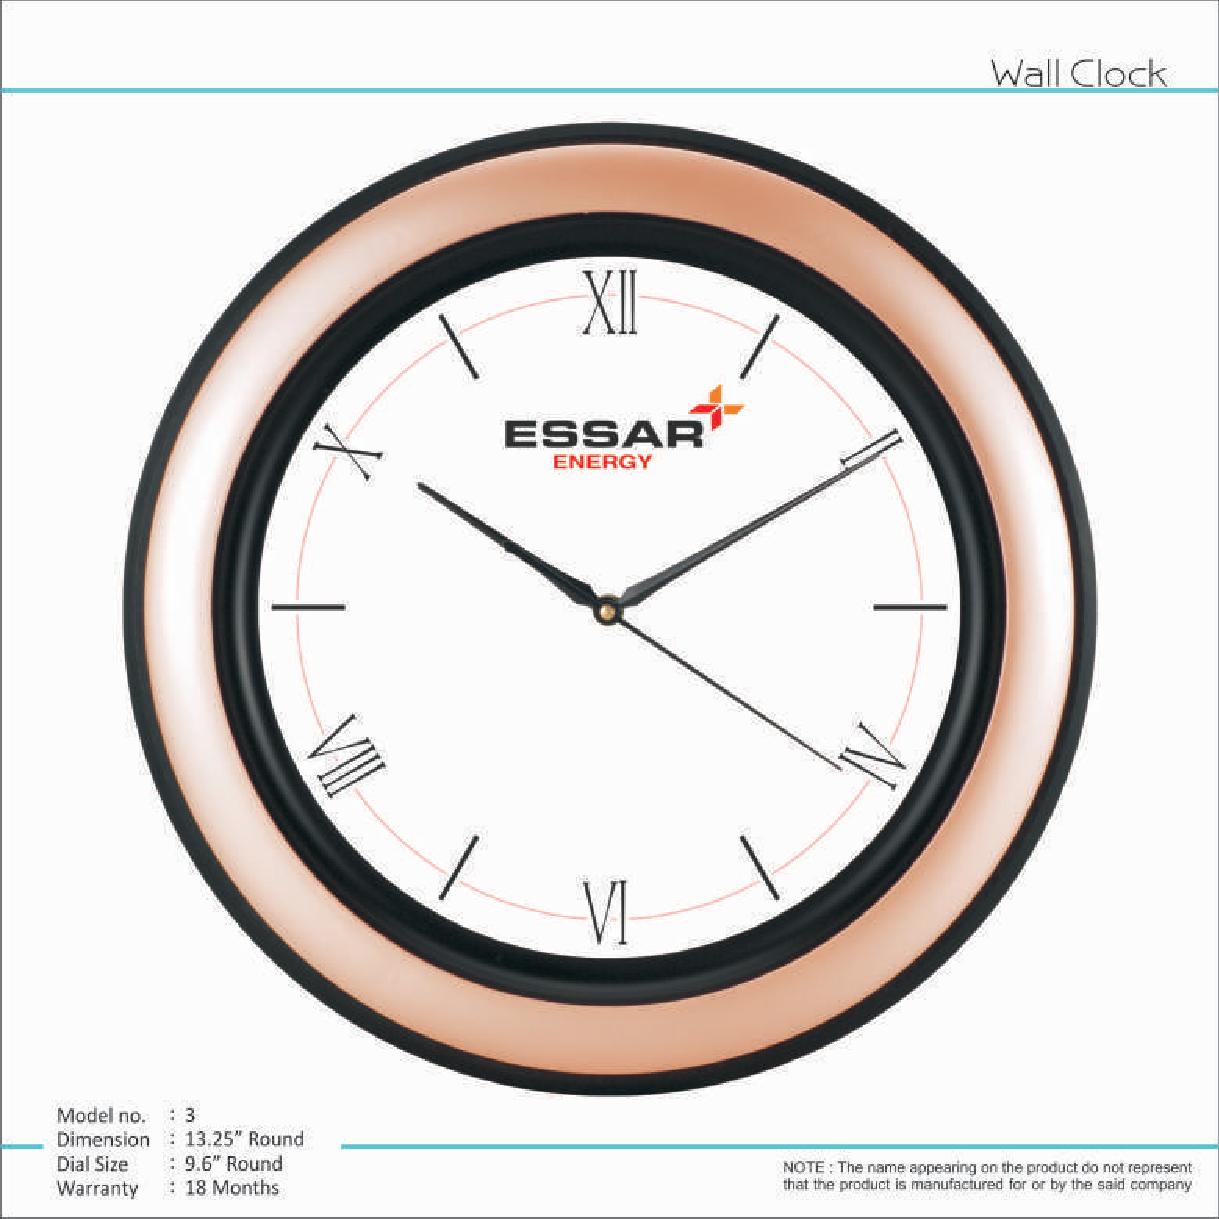 Wall Clock
XII
II
X
ESSAR
ENERGY
VIII
IV
VI
Model no. : 3
Dimension : 13.25” Round
Dial Size : 9.6” Round
Warranty : 18 Months
NOTE : The name appearing on the product do not represent
that the product is manufactured for or by the said company